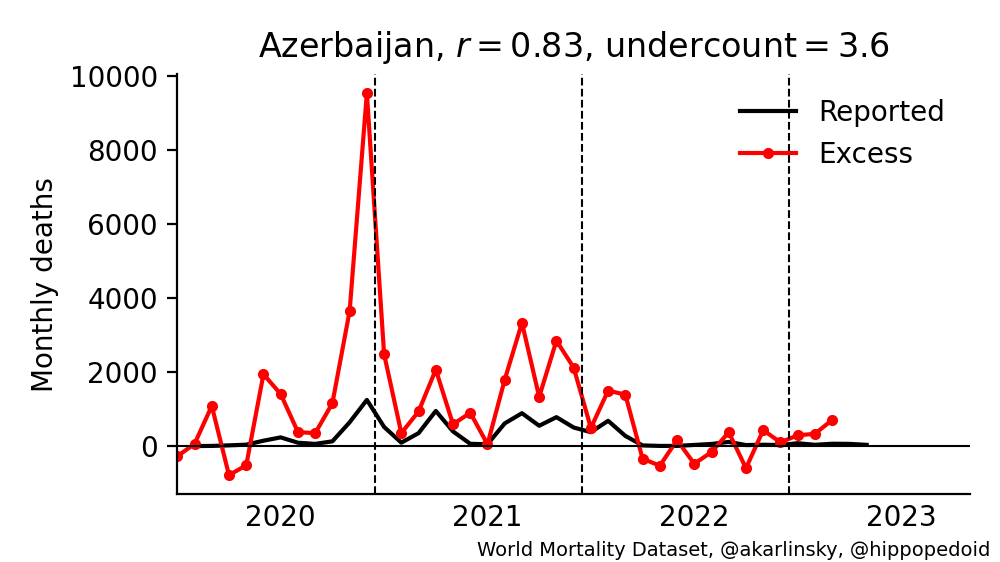 Azerbaijan, r = 0.83, undercount = 3.6
10000
8000
6000
4000
2000
0
Monthly deaths
Reported
Excess
2020 2021 2022 2023
World Mortality Dataset, @akarlinsky, @hippopedoid